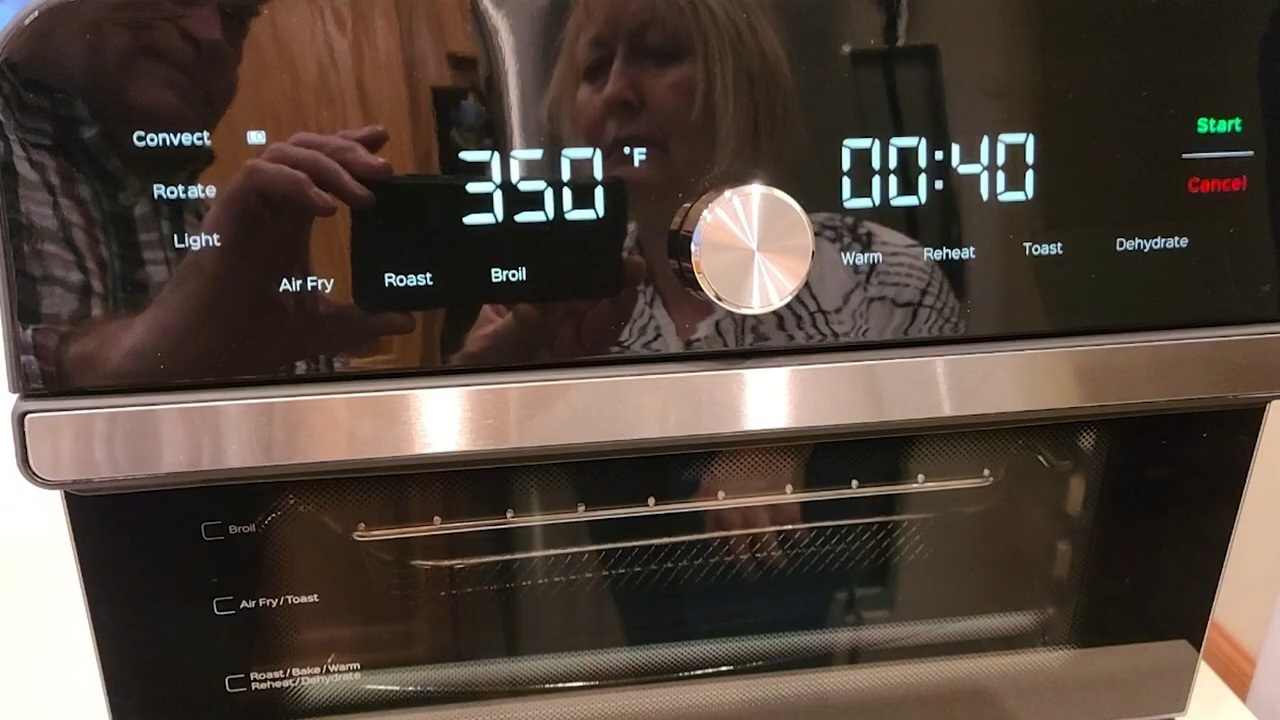 Convect LO
Rotate
Light
Air Fry
Roast
Broil
350 °F
00:40
Warm
Reheat
Toast
Dehydrate
Start
Cancel
Broil
Air Fry / Toast
Roast / Bake / Warm
Reheat / Dehydrate